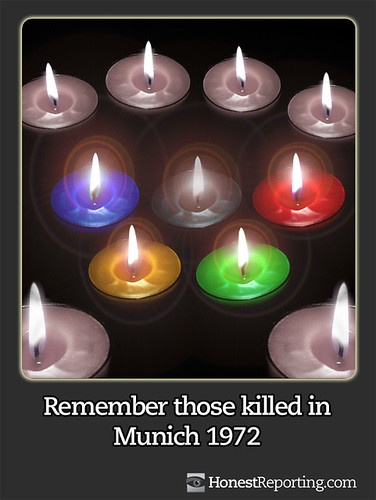 Remember those killed in
Munich 1972
HonestReporting.com